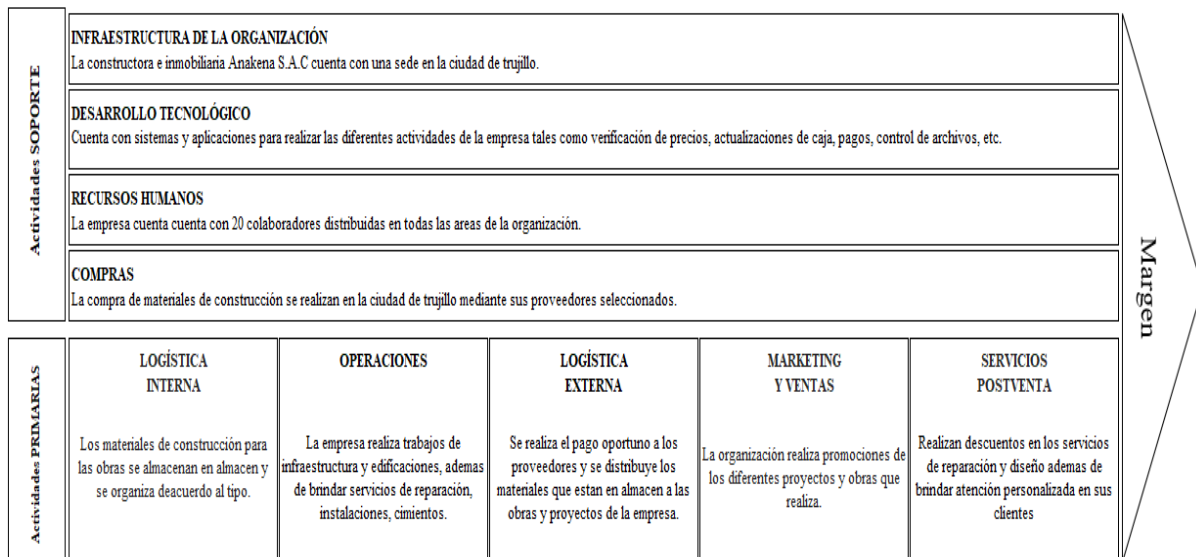 Actividades SOPORTE
INFRAESTRUCTURA DE LA ORGANIZACIÓN
La constructora e inmobiliaria Anakena S.A.C cuenta con una sede en la ciudad de trujillo.
DESARROLLO TECNOLÓGICO
Cuenta con sistemas y aplicaciones para realizar las diferentes actividades de la empresa tales como verificación de precios, actualizaciones de caja, pagos, control de archivos, etc.
RECURSOS HUMANOS
La empresa cuenta cuenta con 20 colaboradores distribuidas en todas las areas de la organización.
COMPRAS
La compra de materiales de construcción se realizan en la ciudad de trujillo mediante sus proveedores seleccionados.
Margen
Actividades PRIMARIAS
LOGÍSTICA
INTERNA
Los materiales de construcción para
las obras se almacenan en almacen y
se organiza deacuerdo al tipo.
OPERACIONES
La empresa realiza trabajos de
infraestructura y edificaciones, ademas
de brindar servicios de reparación,
instalaciones, cimientos.
LOGÍSTICA
EXTERNA
Se realiza el pago oportuno a los
proveedores y se distribuye los
materiales que estan en almacen a las
obras y proyectos de la empresa.
MARKETING
Y VENTAS
La organización realiza promociones de
los diferentes proyectos y obras que
realiza.
SERVICIOS
POSTVENTA
Realizan descuentos en los servicios
de reparación y diseño ademas de
brindar atención personalizada en sus
clientes